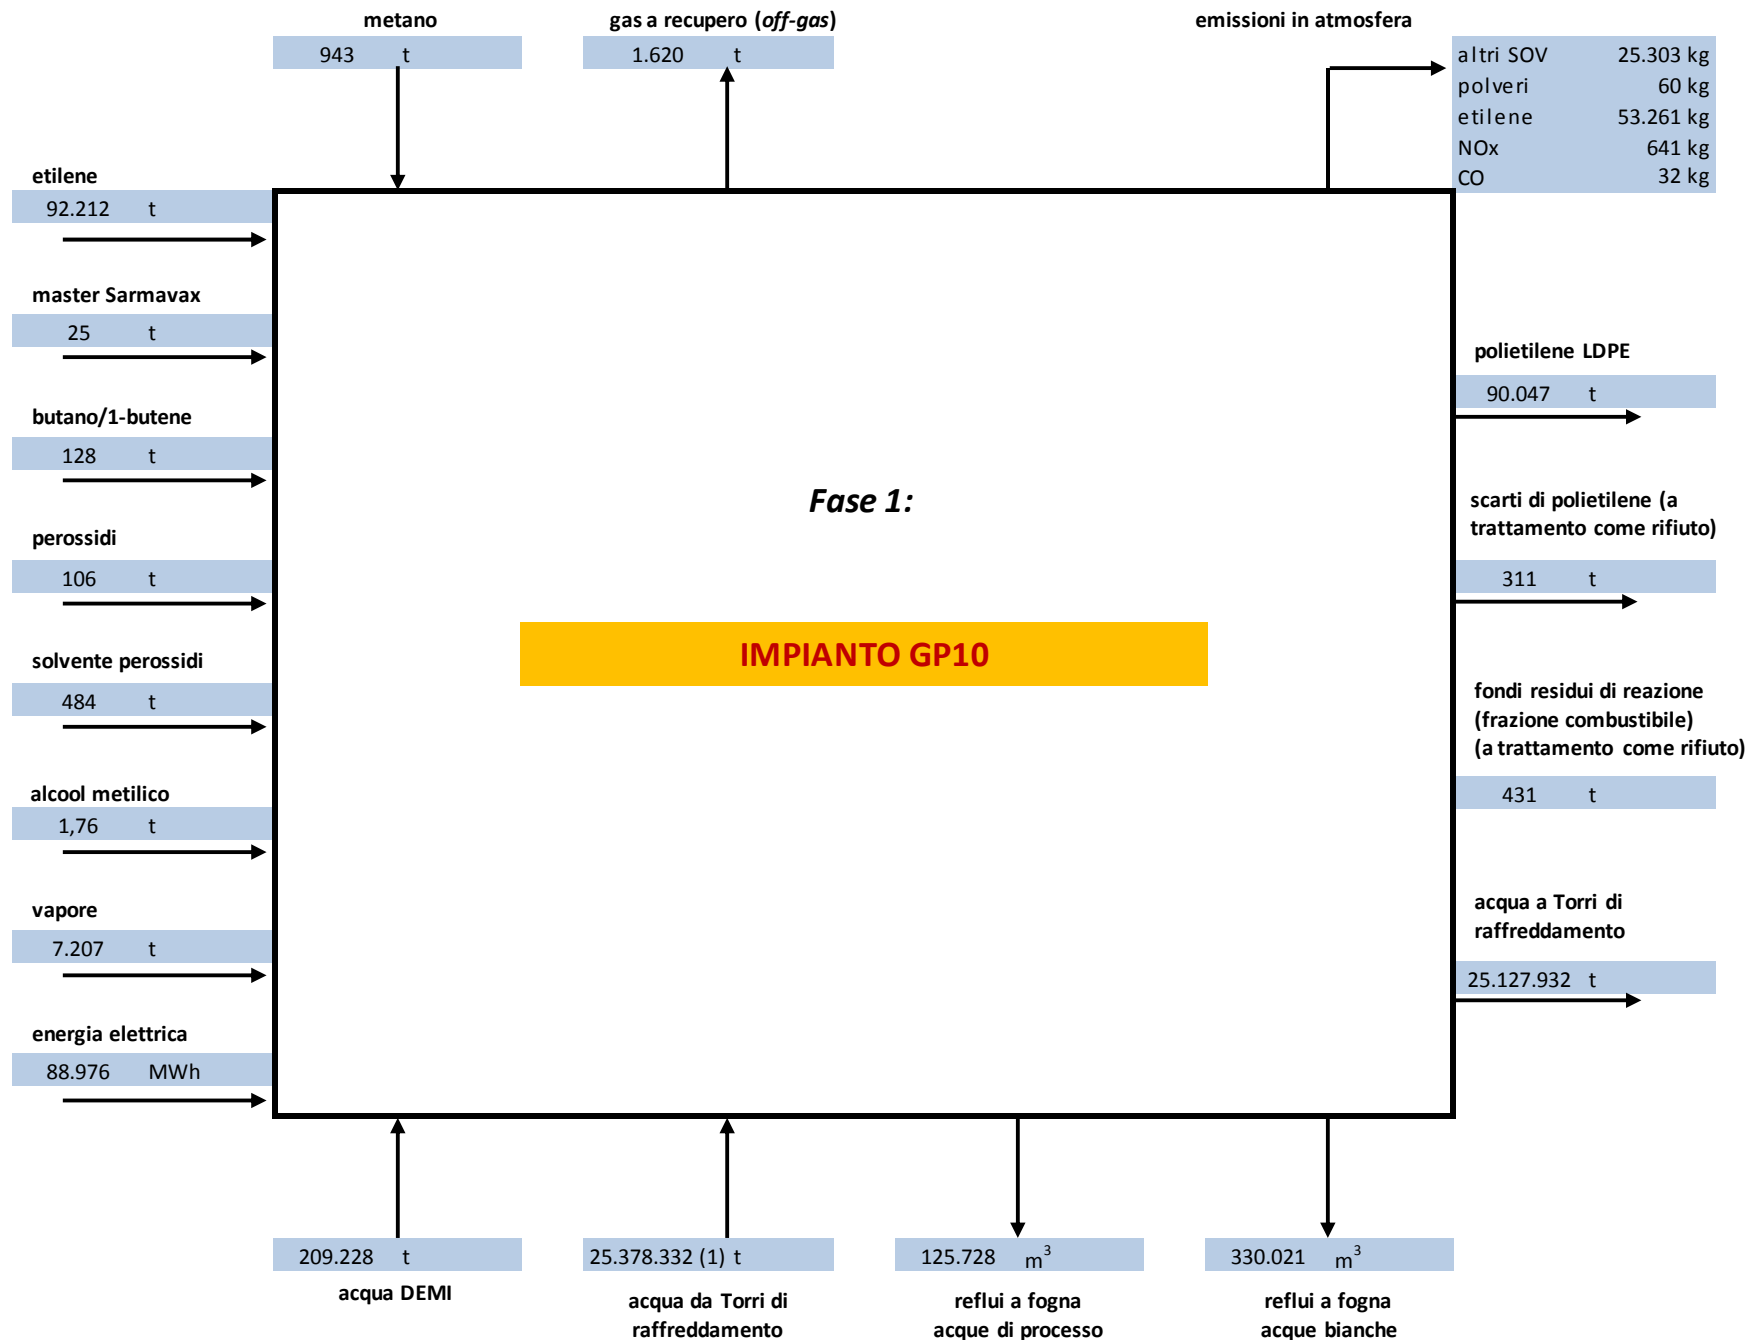 metano
943 t
gas a recupero (off-gas)
1.620 t
emissioni in atmosfera
altri SOV 25.303 kg
polveri 60 kg
etilene 53.261 kg
NOx 641 kg
CO 32 kg
etilene
92.212 t
master Sarmavax
25 t
butano/1-butene
128 t
perossidi
106 t
solvente perossidi
484 t
alcool metilico
1,76 t
vapore
7.207 t
energia elettrica
88.976 MWh
Fase 1:
IMPIANTO GP10
polietilene LDPE
90.047 t
scarti di polietilene (a
trattamento come rifiuto)
311 t
fondi residui di reazione
(frazione combustibile)
(a trattamento come rifiuto)
431 t
acqua a Torri di
raffreddamento
25.127.932 t
209.228 t
acqua DEMI
25.378.332 (1) t
acqua da Torri di
raffreddamento
125.728 m³
reflui a fogna
acque di processo
330.021 m³
reflui a fogna
acque bianche